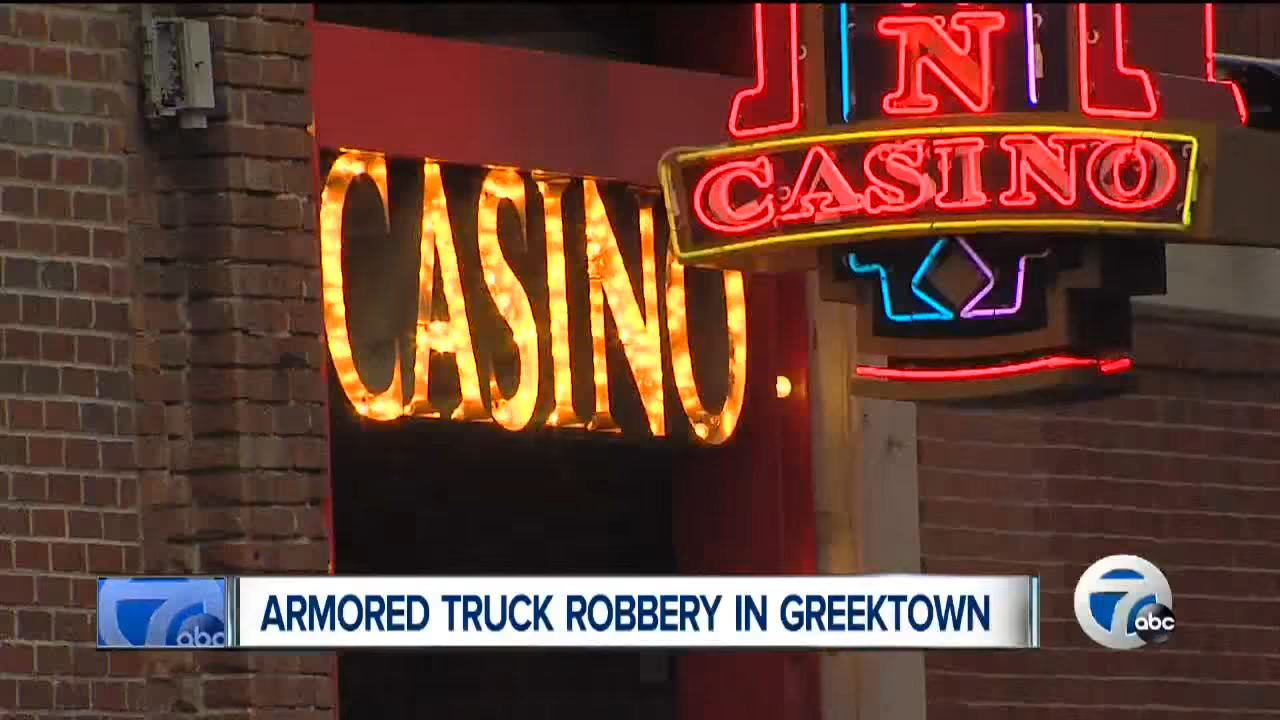 N
CASINO
CASINO
7 abc
ARMORED TRUCK ROBBERY IN GREEKTOWN
7 abc